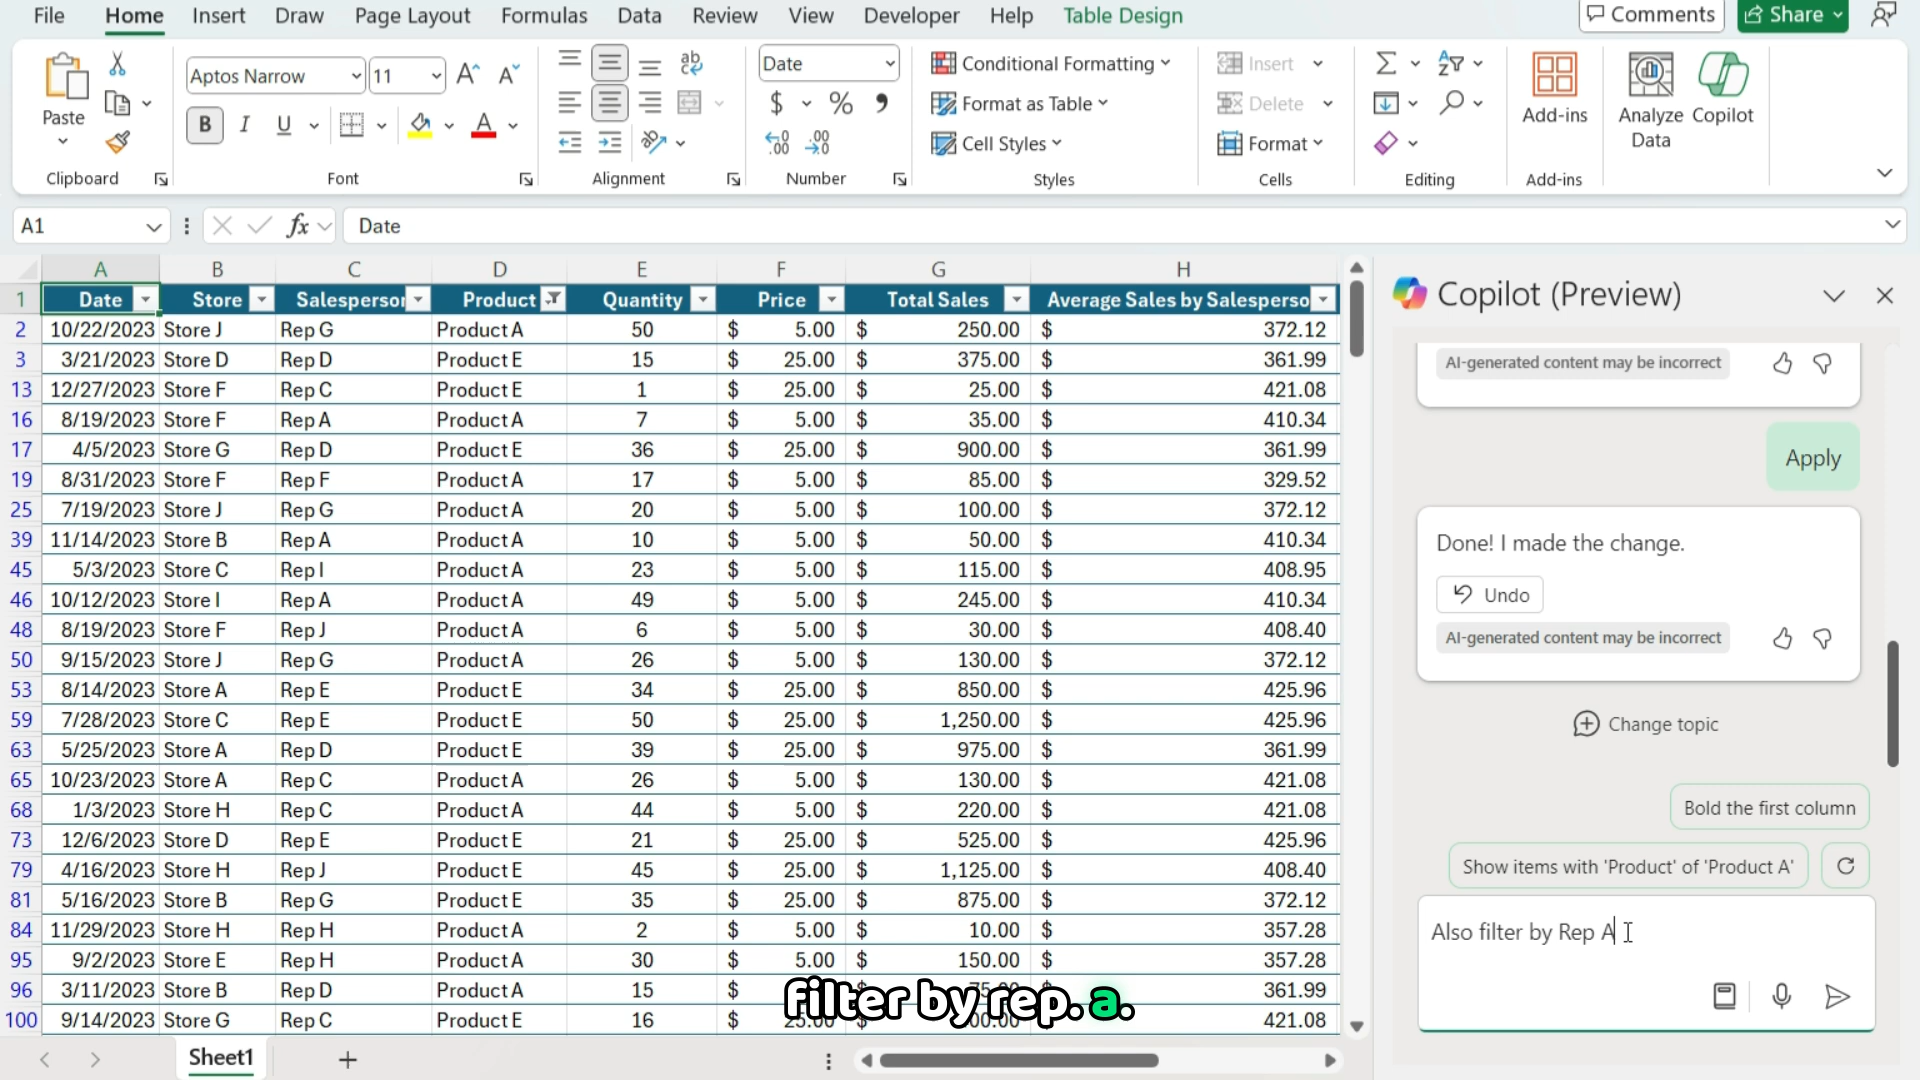 File Home Insert Draw Page Layout Formulas Data Review View Developer Help Table Design Comments Share
Aptos Narrow 11 Date Conditional Formatting Insert
Paste B I U $ % Format as Table Delete Add-ins Analyze Data Copilot
Cell Styles Format
Clipboard Font Alignment Number Styles Cells Editing Add-ins
A1 fx Date
A B C D E F G H
1 Date Store Salesperson Product Quantity Price Total Sales Average Sales by Salesperso
2 10/22/2023 Store J Rep G Product A 50 $ 5.00 $ 250.00 $ 372.12
3 3/21/2023 Store D Rep D Product E 15 $ 25.00 $ 375.00 $ 361.99
13 12/27/2023 Store F Rep C Product E 1 $ 25.00 $ 25.00 $ 421.08
16 8/19/2023 Store F Rep A Product A 7 $ 5.00 $ 35.00 $ 410.34
17 4/5/2023 Store G Rep D Product E 36 $ 25.00 $ 900.00 $ 361.99
19 8/31/2023 Store F Rep F Product A 17 $ 5.00 $ 85.00 $ 329.52
25 7/19/2023 Store J Rep G Product A 20 $ 5.00 $ 100.00 $ 372.12
39 11/14/2023 Store B Rep A Product A 10 $ 5.00 $ 50.00 $ 410.34
45 5/3/2023 Store C Rep I Product A 23 $ 5.00 $ 115.00 $ 408.95
46 10/12/2023 Store I Rep A Product A 49 $ 5.00 $ 245.00 $ 410.34
48 8/19/2023 Store F Rep J Product A 6 $ 5.00 $ 30.00 $ 408.40
50 9/15/2023 Store J Rep G Product A 26 $ 5.00 $ 130.00 $ 372.12
53 8/14/2023 Store A Rep E Product E 34 $ 25.00 $ 850.00 $ 425.96
59 7/28/2023 Store C Rep E Product E 50 $ 25.00 $ 1,250.00 $ 425.96
63 5/25/2023 Store A Rep D Product E 39 $ 25.00 $ 975.00 $ 361.99
65 10/23/2023 Store A Rep C Product A 26 $ 5.00 $ 130.00 $ 421.08
68 1/3/2023 Store H Rep C Product A 44 $ 5.00 $ 220.00 $ 421.08
73 12/6/2023 Store D Rep E Product E 21 $ 25.00 $ 525.00 $ 425.96
79 4/16/2023 Store H Rep J Product E 45 $ 25.00 $ 1,125.00 $ 408.40
81 5/16/2023 Store B Rep G Product E 35 $ 25.00 $ 875.00 $ 372.12
84 11/29/2023 Store H Rep H Product A 2 $ 5.00 $ 10.00 $ 357.28
95 9/2/2023 Store E Rep H Product A 30 $ 5.00 $ 150.00 $ 357.28
96 3/11/2023 Store B Rep D Product A 15 $ 361.99
100 9/14/2023 Store G Rep C Product E 16 $ 25.00 $ 421.08
filter by rep. a.
Sheet1
Copilot (Preview)
AI-generated content may be incorrect
Apply
Done! I made the change.
Undo
AI-generated content may be incorrect
Change topic
Bold the first column
Show items with 'Product' of 'Product A'
Also filter by Rep A